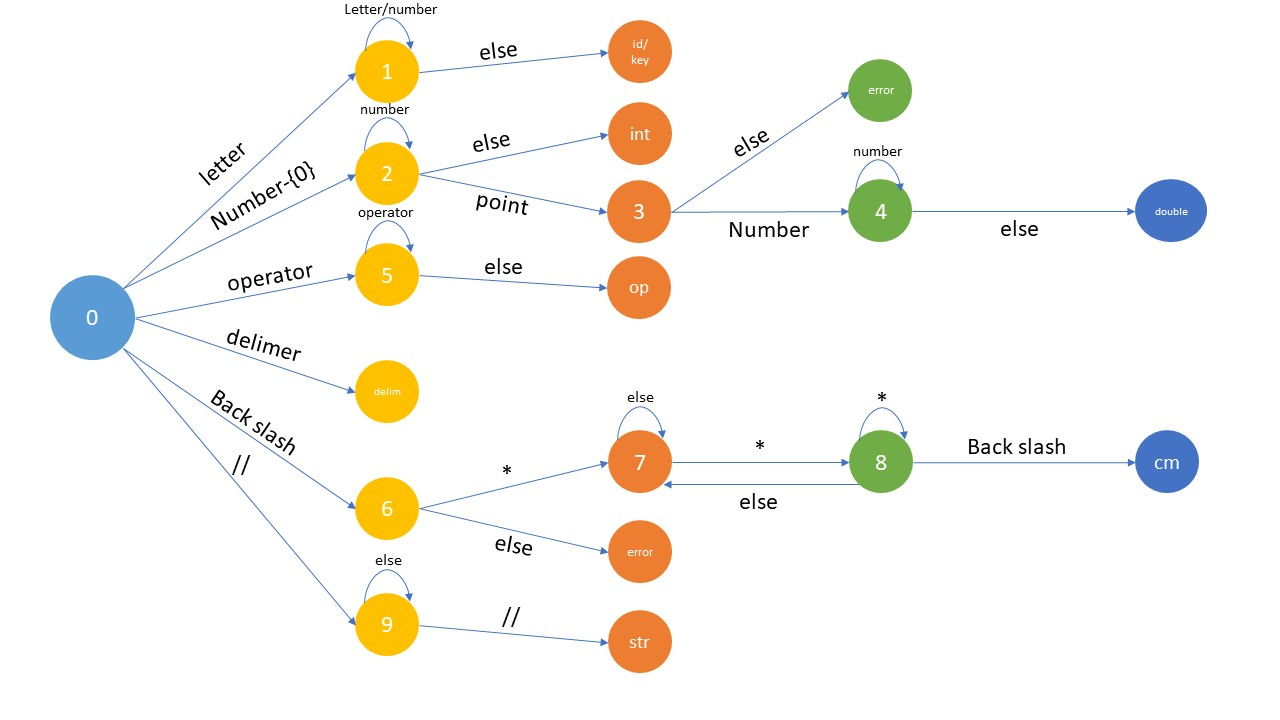 Letter/number
1
else
id/
key
letter
number
2
else
int
point
3
else
error
Number
number
4
else
double
Number-{0}
operator
5
operator
else
op
0
delimer
delim
Back slash
6
*
else
7
else
*
else
8
*
Back slash
cm
error
//
else
9
//
str